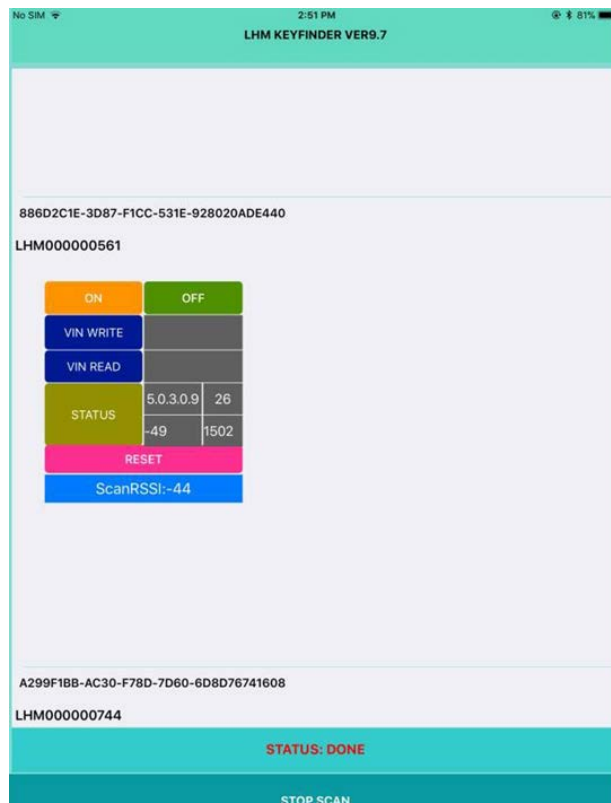 No SIM 2:51 PM 81%
LHM KEYFINDER VER9.7
886D2C1E-3D87-F1CC-531E-928020ADE440
LHM000000561
ON OFF
VIN WRITE
VIN READ
STATUS 5.0.3.0.9 26
-49 1502
RESET
ScanRSSI:-44
A299F1BB-AC30-F78D-7D60-6D8D76741608
LHM000000744
STATUS: DONE
STOP SCAN